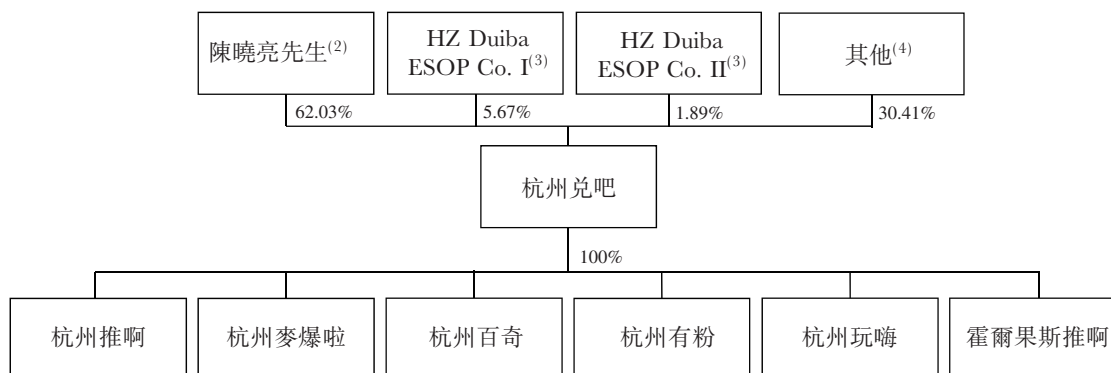 陳曉亮先生(2)
HZ Duiba
ESOP Co. I(3)
HZ Duiba
ESOP Co. II(3)
其他(4)
62.03%
5.67%
1.89%
30.41%
杭州兑吧
100%
杭州推啊
杭州麥爆啦
杭州百奇
杭州有粉
杭州玩嗨
霍爾果斯推啊